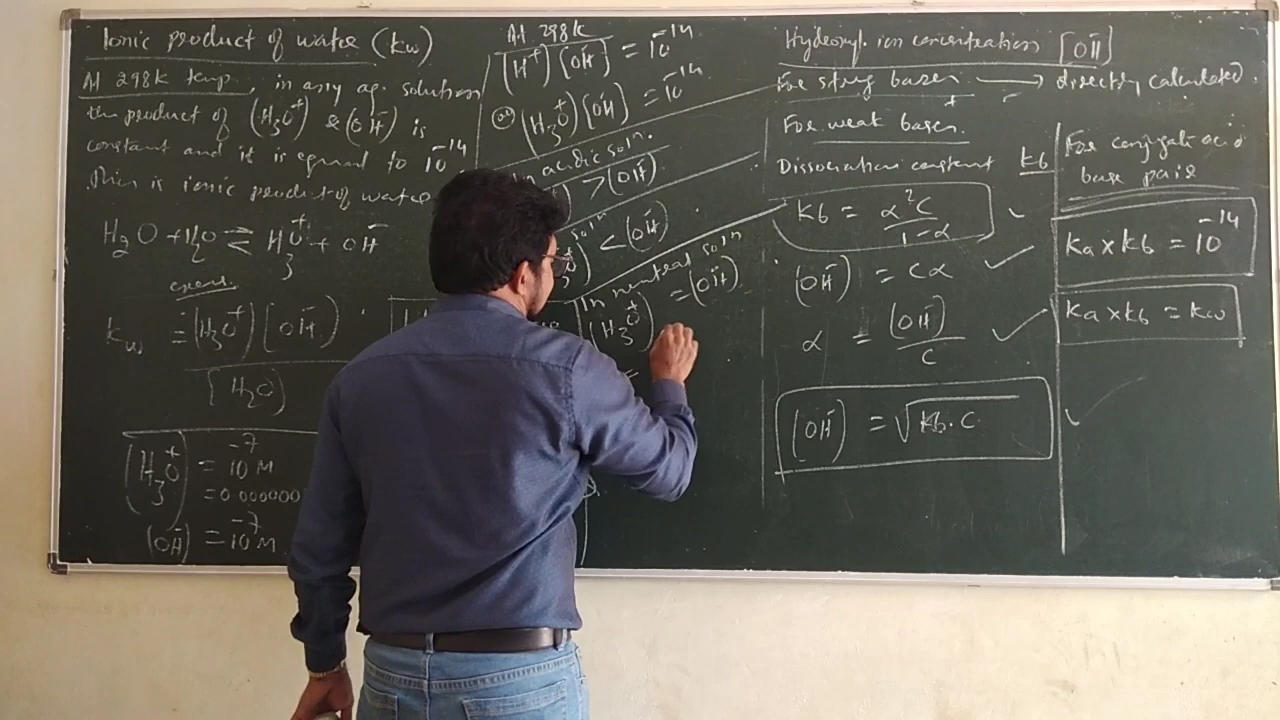 Ionic product of water (Kw)
At 298K temp, in any aq. solution
the product of (H₃O⁺) & (OH⁻) is
constant and it is equal to 10⁻¹⁴
This is ionic product of water
H₂O + H₂O ⇌ H₃O⁺ + OH⁻
excess.
Kw = (H₃O⁺)[OH⁻]
[H₂O]
(H₃O⁺) = 10⁻⁷ M
= 0.000000
(OH⁻) = 10⁻⁷ M
At 298K
(H⁺)[OH⁻] = 10⁻¹⁴
(or) (H₃O⁺)[OH⁻] = 10⁻¹⁴
In acidic soln.
> (OH⁻)
soln
< (OH⁻)
In neutral soln
(H₃O⁺) = (OH⁻)
=
Hydroxyl ion concentration [OH⁻]
For strong bases → directly calculated.
For weak bases.
Dissociation constant Kb
Kb = α²C / 1-α
(OH⁻) = Cα
α = (OH⁻) / C
(OH⁻) = √Kb.C
For conjugate acid
base pair
Ka x Kb = 10⁻¹⁴
Ka x Kb = Kw